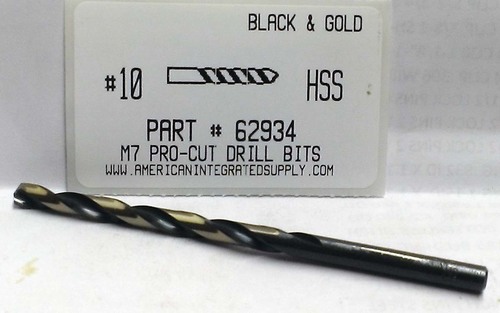 BLACK & GOLD
#10 HSS
PART # 62934
M7 PRO-CUT DRILL BITS
WWW.AMERICANINTEGRATEDSUPPLY.COM